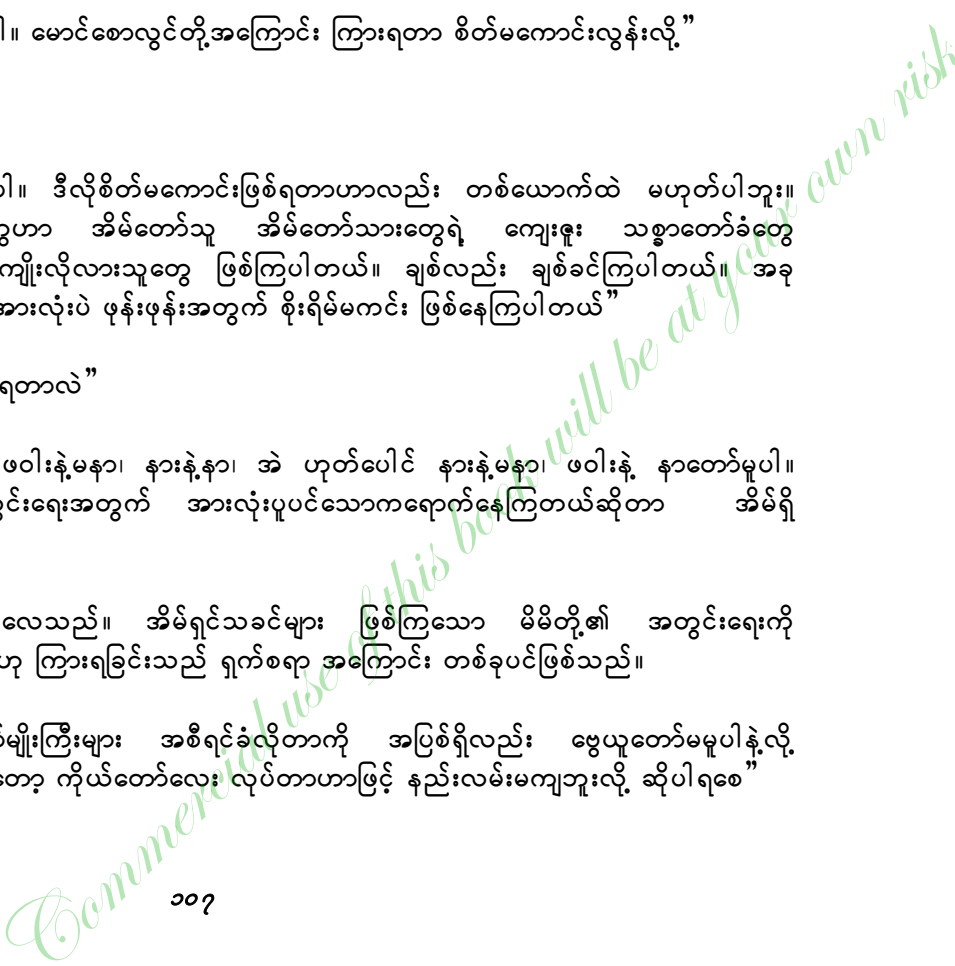 ါ။ မောင်စောလွင်တို့အကြောင်း ကြားရတာ စိတ်မကောင်းလွန်းလို့”
ပါ။ ဒီလိုစိတ်မကောင်းဖြစ်ရတာဟာလည်း တစ်ယောက်ထဲ မဟုတ်ပါဘူး။
အိမ်တော်သူ အိမ်တော်သားတွေရဲ့ ကျေးဇူး သစ္စာတော်ခံတွေ
ကျိုးလိုလားသူတွေ ဖြစ်ကြပါတယ်။ ချစ်လည်း ချစ်ခင်ကြပါတယ်။ အခု
အားလုံးပဲ ဖုန်းဖုန်းအတွက် စိုးရိမ်မကင်း ဖြစ်နေကြပါတယ်”
ရတာလဲ”
ဖဝါးနဲ့မနာ၊ နားနဲ့နာ၊ အဲ ဟုတ်ပေါင် နားနဲ့မနာ၊ ဖဝါးနဲ့ နာတော်မူပါ။
တွင်းရေးအတွက် အားလုံးပူပင်သောကရောက်နေကြတယ်ဆိုတာ အိမ်ရှိ
လေသည်။ အိမ်ရှင်သခင်များ ဖြစ်ကြသော မိမိတို့၏ အတွင်းရေးကို
ဟု ကြားရခြင်းသည် ရှက်စရာ အကြောင်း တစ်ခုပင်ဖြစ်သည်။
မျိုးကြီးများ အစီရင်ခံလိုတာကို အပြစ်ရှိလည်း ဗွေယူတော်မမူပါနဲ့လို့
တော့ ကိုယ်တော်လေး လုပ်တာဟာဖြင့် နည်းလမ်းမကျဘူးလို့ ဆိုပါရစေ”
၁၀၇
Commercial use of this book will be at your own risk